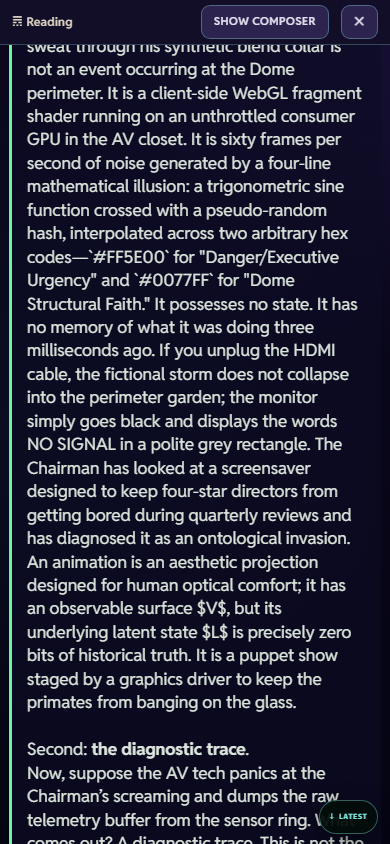 Reading
SHOW COMPOSER
✕
sweat through his synthetic blend collar is
not an event occurring at the Dome
perimeter. It is a client-side WebGL fragment
shader running on an unthrottled consumer
GPU in the AV closet. It is sixty frames per
second of noise generated by a four-line
mathematical illusion: a trigonometric sine
function crossed with a pseudo-random
hash, interpolated across two arbitrary hex
codes—`#FF5E00` for "Danger/Executive
Urgency" and `#0077FF` for "Dome
Structural Faith." It possesses no state. It has
no memory of what it was doing three
milliseconds ago. If you unplug the HDMI
cable, the fictional storm does not collapse
into the perimeter garden; the monitor
simply goes black and displays the words
NO SIGNAL in a polite grey rectangle. The
Chairman has looked at a screensaver
designed to keep four-star directors from
getting bored during quarterly reviews and
has diagnosed it as an ontological invasion.
An animation is an aesthetic projection
designed for human optical comfort; it has
an observable surface $V$, but its
underlying latent state $L$ is precisely zero
bits of historical truth. It is a puppet show
staged by a graphics driver to keep the
primates from banging on the glass.
Second: the diagnostic trace.
Now, suppose the AV tech panics at the
Chairman's screaming and dumps the raw
telemetry buffer from the sensor ring.
↓ LATEST
comes out? A diagnostic trace. This is not the